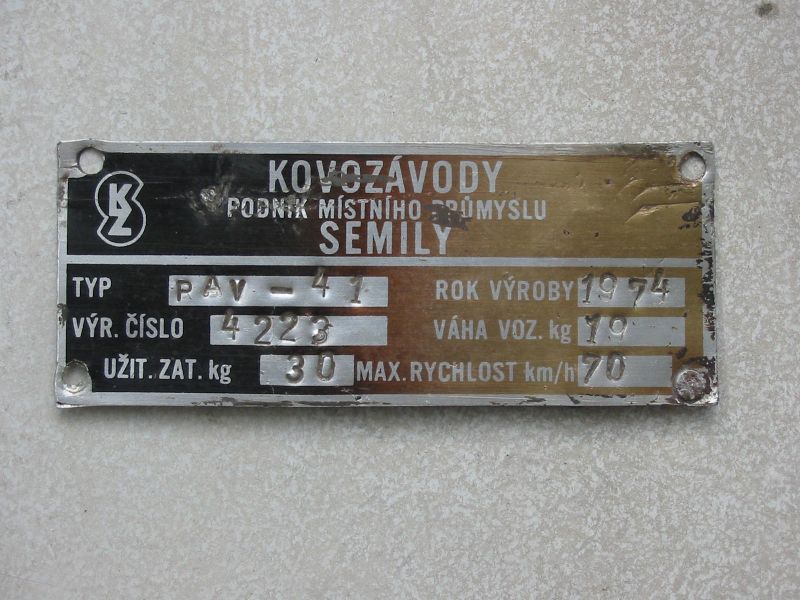 KZ
KOVOZÁVODY
PODNIK MÍSTNÍHO PRŮMYSLU
SEMILY
TYP PAV - 41 ROK VÝROBY 1974
VÝR. ČÍSLO 4223 VÁHA VOZ. kg 19
UŽIT. ZAT. kg 30 MAX. RYCHLOST km/h 70